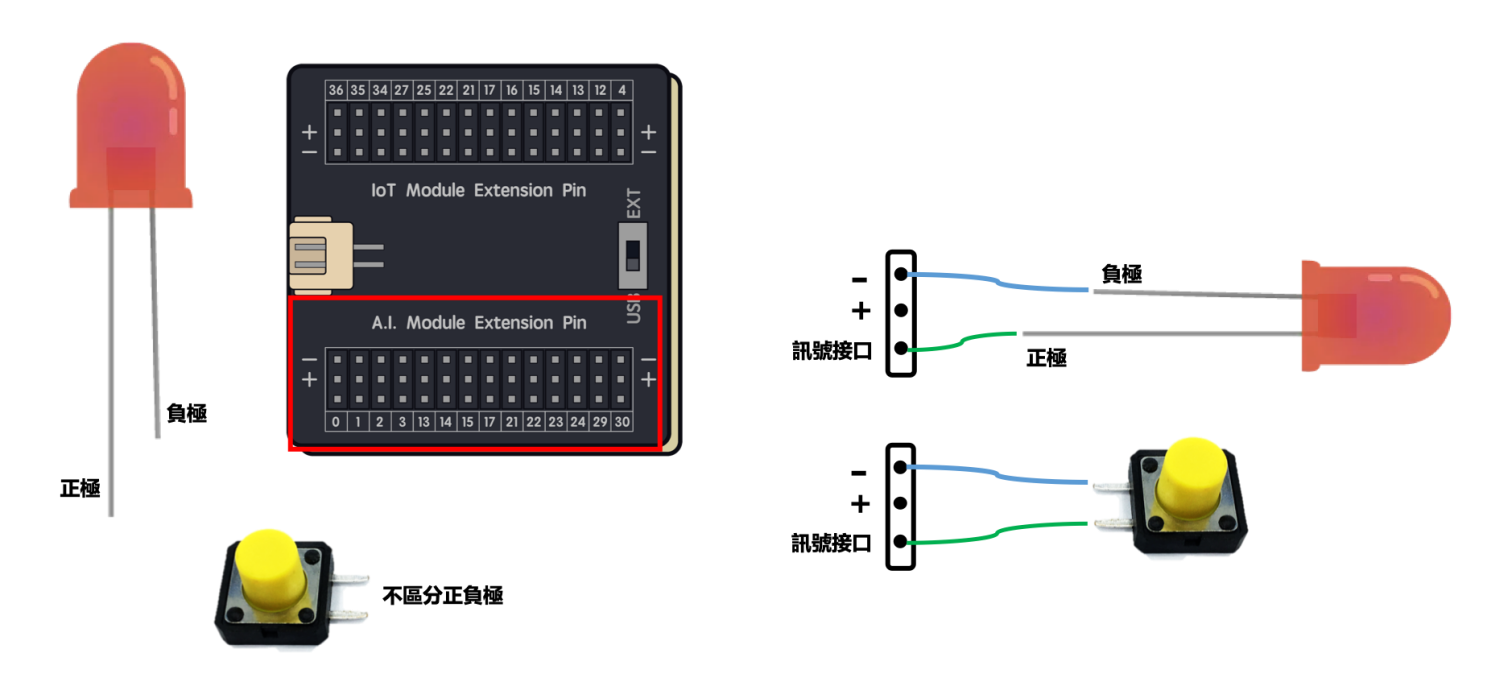 36 35 34 27 25 22 21 17 16 15 14 13 12 4
+ +
− −
IoT Module Extension Pin
EXT
USB
A.I. Module Extension Pin
− −
+ +
0 1 2 3 13 14 15 17 21 22 23 24 29 30
負極
正極
不區分正負極
-
+
訊號接口
負極
正極
-
+
訊號接口